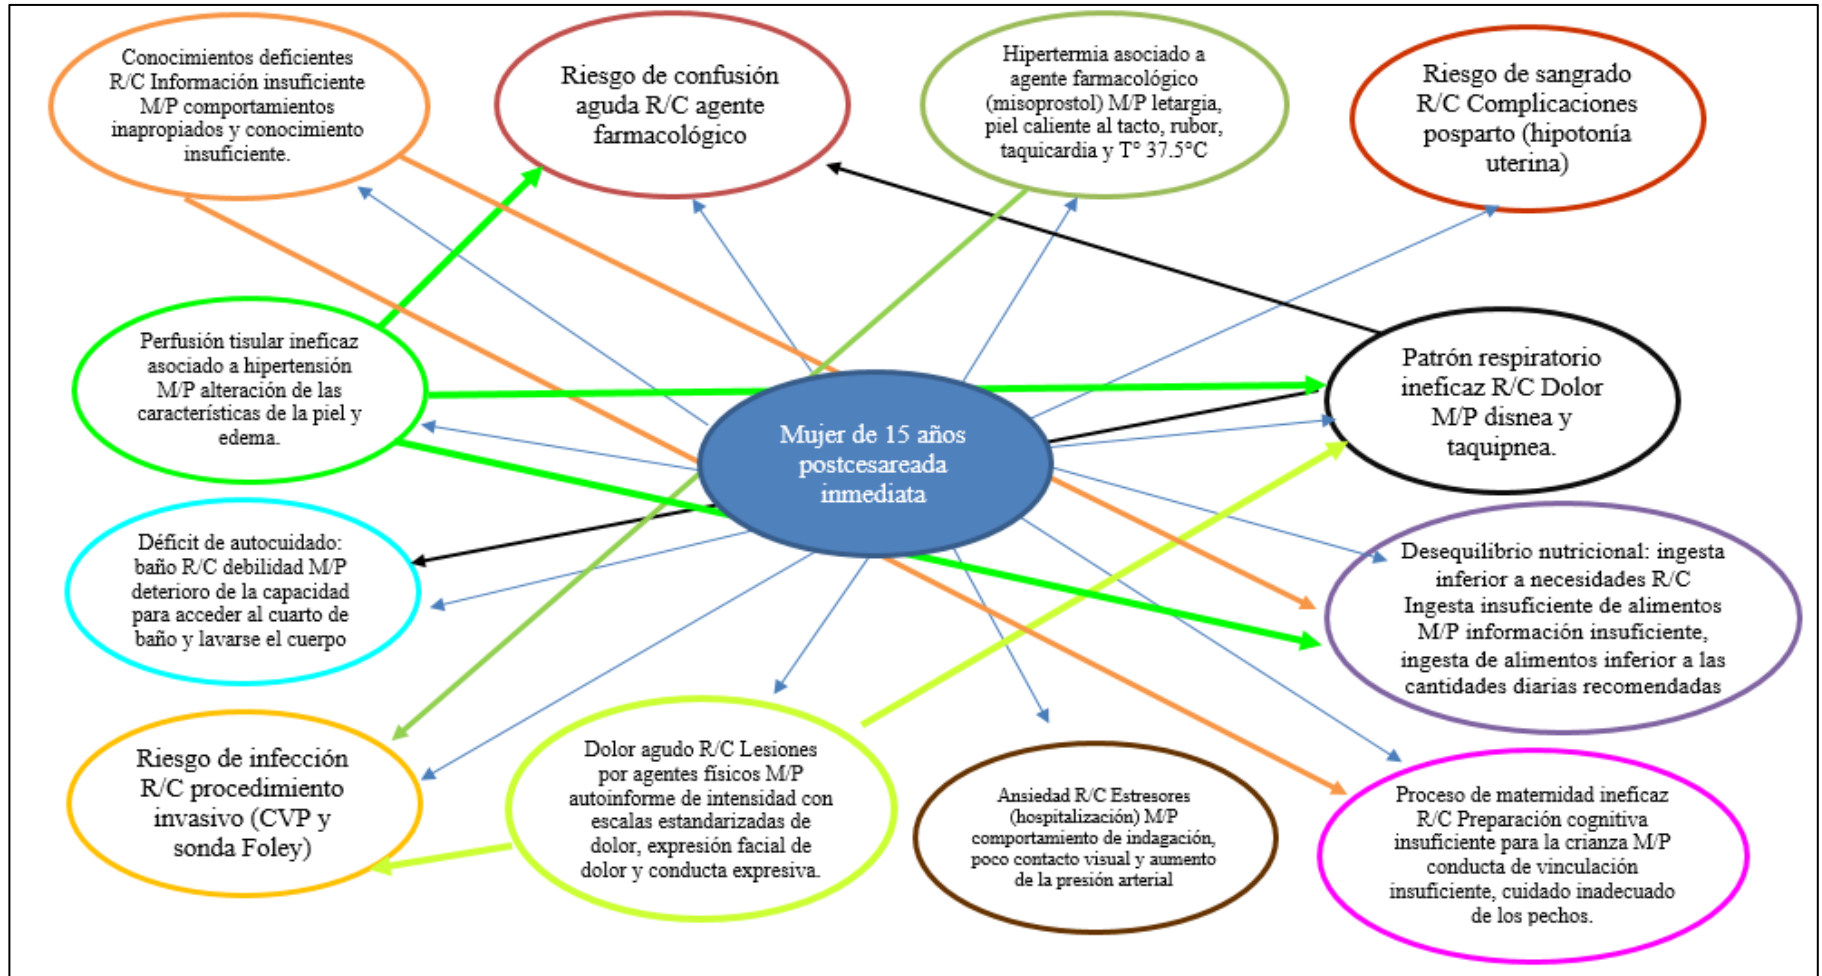 Conocimientos deficientes
R/C Información insuficiente
M/P comportamientos
inapropiados y conocimiento
insuficiente.
Riesgo de confusión
aguda R/C agente
farmacológico
Hipertermia asociado a
agente farmacológico
(misoprostol) M/P letargia,
piel caliente al tacto, rubor,
taquicardia y T° 37.5°C
Riesgo de sangrado
R/C Complicaciones
posparto (hipotonía
uterina)
Perfusión tisular ineficaz
asociado a hipertensión
M/P alteración de las
características de la piel y
edema.
Mujer de 15 años
postcesareada
inmediata
Patrón respiratorio
ineficaz R/C Dolor
M/P disnea y
taquipnea.
Déficit de autocuidado:
baño R/C debilidad M/P
deterioro de la capacidad
para acceder al cuarto de
baño y lavarse el cuerpo
Desequilibrio nutricional: ingesta
inferior a necesidades R/C
Ingesta insuficiente de alimentos
M/P información insuficiente,
ingesta de alimentos inferior a las
cantidades diarias recomendadas
Riesgo de infección
R/C procedimiento
invasivo (CVP y
sonda Foley)
Dolor agudo R/C Lesiones
por agentes físicos M/P
autoinforme de intensidad con
escalas estandarizadas de
dolor, expresión facial de
dolor y conducta expresiva.
Ansiedad R/C Estresores
(hospitalización) M/P
comportamiento de indagación,
poco contacto visual y aumento
de la presión arterial
Proceso de maternidad ineficaz
R/C Preparación cognitiva
insuficiente para la crianza M/P
conducta de vinculación
insuficiente, cuidado inadecuado
de los pechos.